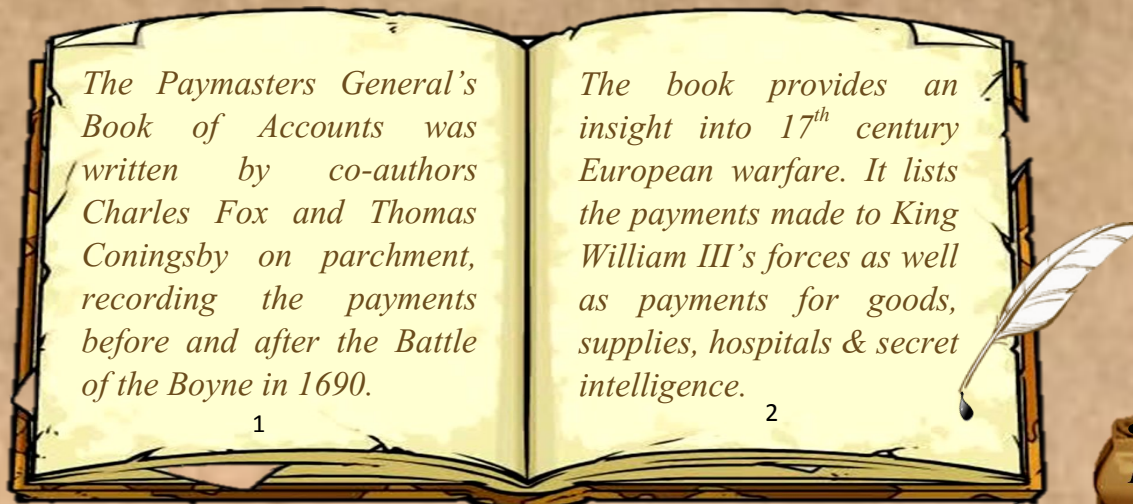 The Paymasters General's
Book of Accounts was
written by co-authors
Charles Fox and Thomas
Coningsby on parchment,
recording the payments
before and after the Battle
of the Boyne in 1690.
1
The book provides an
insight into 17th century
European warfare. It lists
the payments made to King
William III's forces as well
as payments for goods,
supplies, hospitals & secret
intelligence.
2